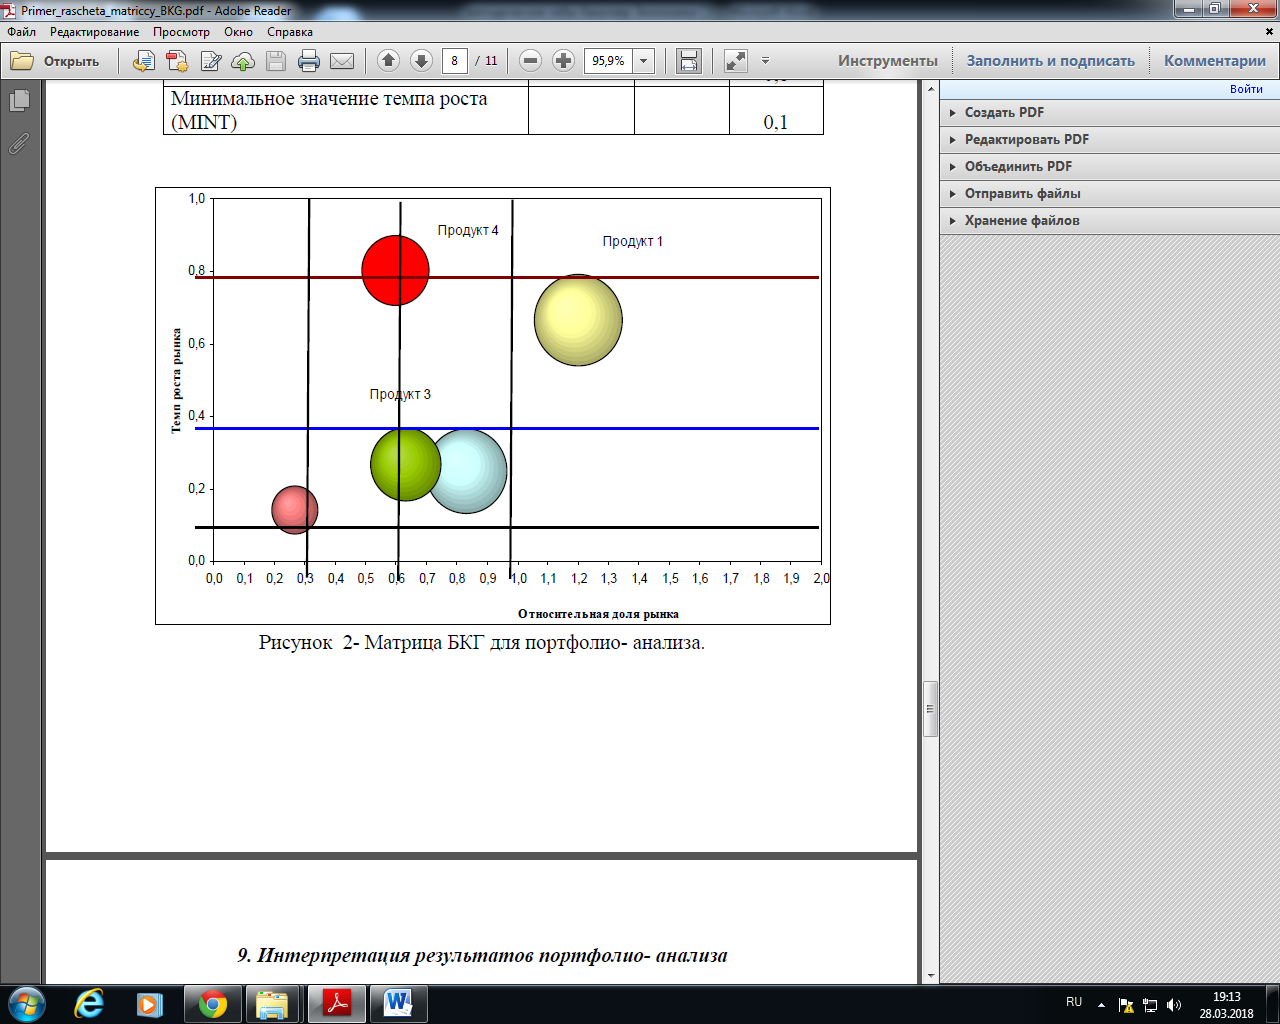 Primer_rascheta_matriccy_BKG.pdf - Adobe Reader
Файл Редактирование Просмотр Окно Справка
Открыть 8 / 11 95,9% Инструменты Заполнить и подписать Комментарии
Войти
Создать PDF
Редактировать PDF
Объединить PDF
Отправить файлы
Хранение файлов
Минимальное значение темпа роста
(MINT) 0,1
1,0
0,8
0,6
0,4
0,2
0,0
Темп роста рынка
Продукт 4
Продукт 1
Продукт 3
0,0 0,1 0,2 0,3 0,4 0,5 0,6 0,7 0,8 0,9 1,0 1,1 1,2 1,3 1,4 1,5 1,6 1,7 1,8 1,9 2,0
Относительная доля рынка
Рисунок 2- Матрица БКГ для портфолио- анализа.
9. Интерпретация результатов портфолио- анализа
RU
19:13
28.03.2018